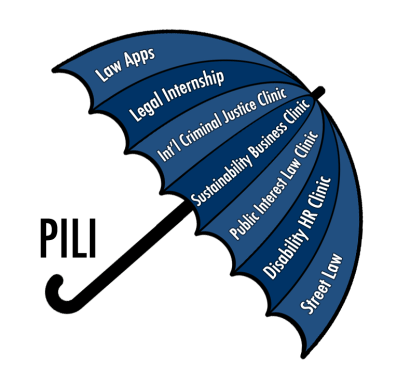 Law Apps
Legal Internship
Int'l Criminal Justice Clinic
Sustainability Business Clinic
Public Interest Law Clinic
Disability HR Clinic
Street Law
PILI